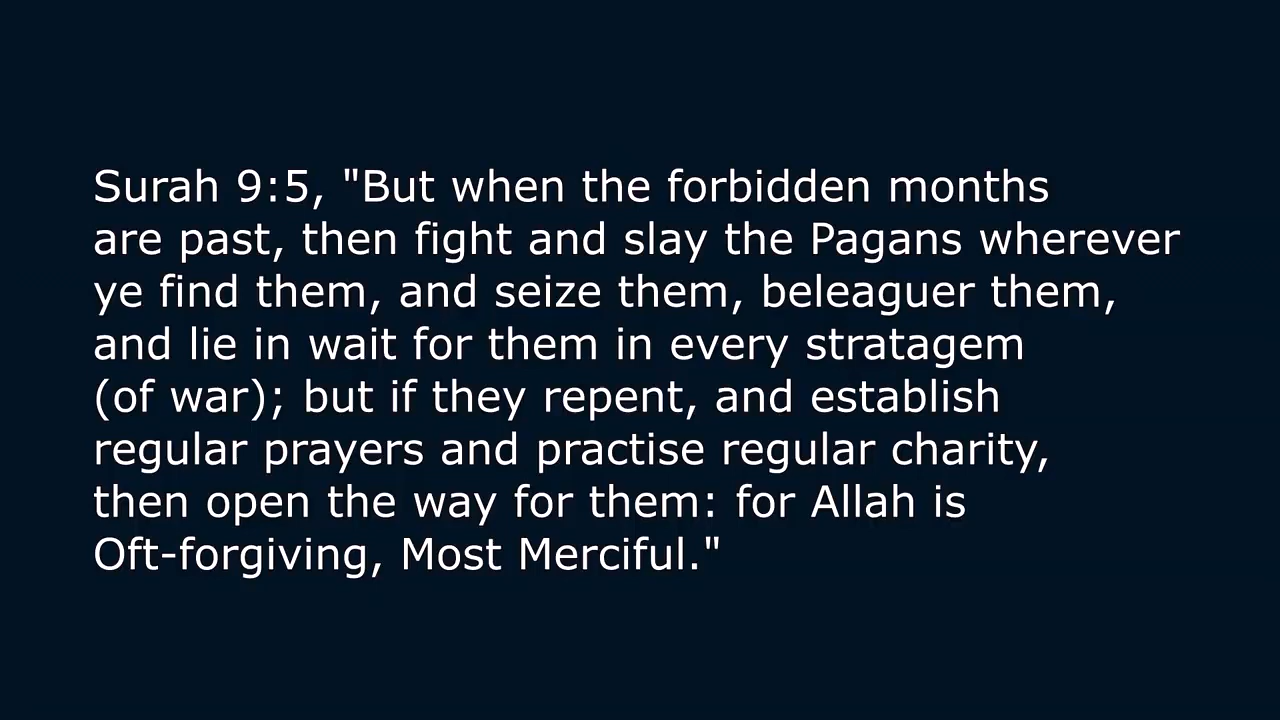 Surah 9:5, "But when the forbidden months
are past, then fight and slay the Pagans wherever
ye find them, and seize them, beleaguer them,
and lie in wait for them in every stratagem
(of war); but if they repent, and establish
regular prayers and practise regular charity,
then open the way for them: for Allah is
Oft-forgiving, Most Merciful."